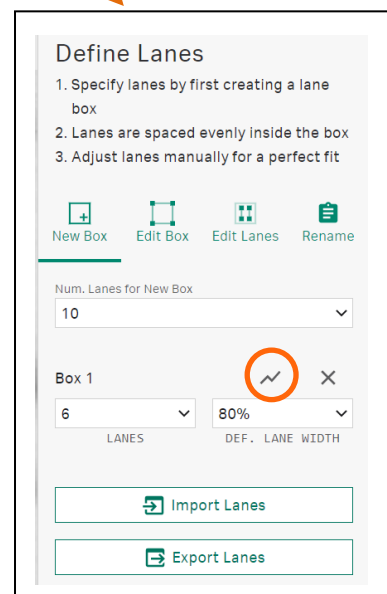 Define Lanes
1. Specify lanes by first creating a lane
box
2. Lanes are spaced evenly inside the box
3. Adjust lanes manually for a perfect fit
New Box Edit Box Edit Lanes Rename
Num. Lanes for New Box
10
Box 1
6 80%
LANES DEF. LANE WIDTH
Import Lanes
Export Lanes